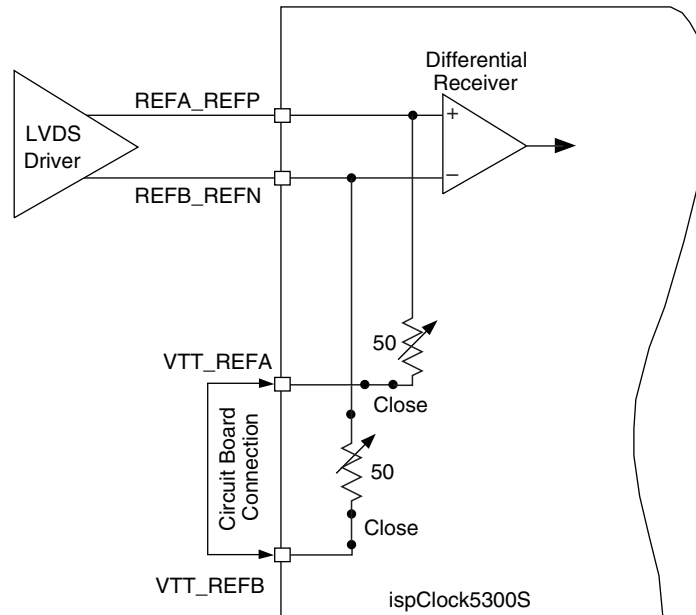 Differential
Receiver
REFA_REFP
+
LVDS
Driver
–
REFB_REFN
50
VTT_REFA
Close
Circuit Board
Connection
50
Close
VTT_REFB
ispClock5300S